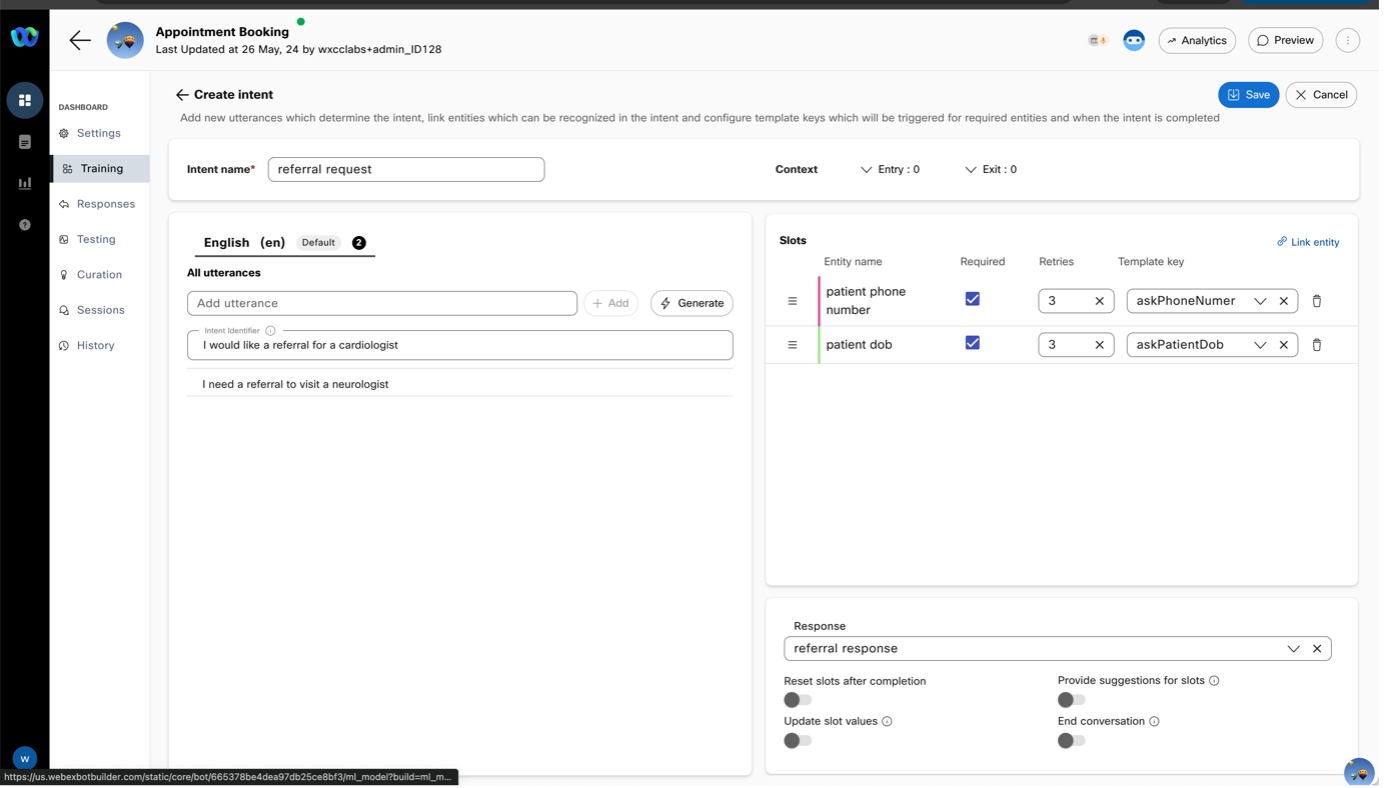 Appointment Booking
Last Updated at 26 May, 24 by wxcclabs+admin_ID128
Analytics
Preview
DASHBOARD
Settings
Training
Responses
Testing
Curation
Sessions
History
Create intent
Save
Cancel
Add new utterances which determine the intent, link entities which can be recognized in the intent and configure template keys which will be triggered for required entities and when the intent is completed
Intent name*
referral request
Context
Entry : 0
Exit : 0
English (en) Default 2
All utterances
Add utterance
+ Add
Generate
Intent Identifier
I would like a referral for a cardiologist
I need a referral to visit a neurologist
Slots
Link entity
Entity name Required Retries Template key
patient phone
number
3
askPhoneNumer
patient dob
3
askPatientDob
Response
referral response
Reset slots after completion
Provide suggestions for slots
Update slot values
End conversation
W
https://us.webexbotbuilder.com/static/core/bot/665378be4dea97db25ce8bf3/ml_model?build=ml_m...